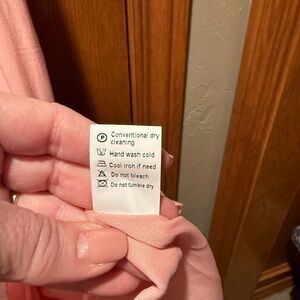 Conventional dry
cleaning
Hand wash cold
Cool iron if need
Do not bleach
Do not tumble dry